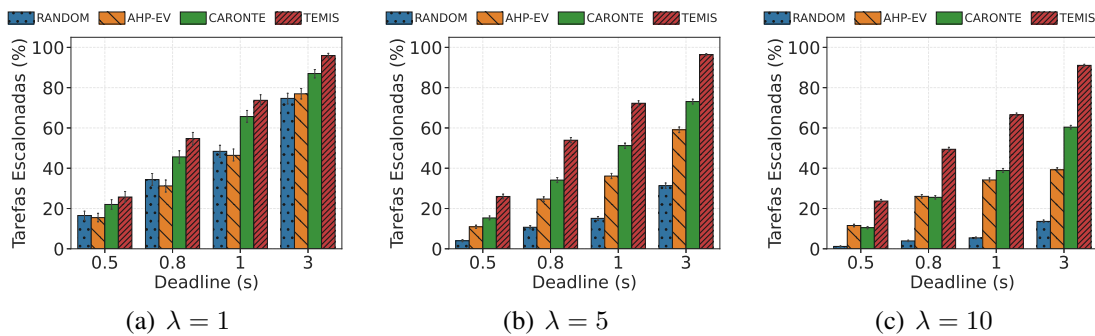 RANDOM AHP-EV CARONTE TEMIS
Tarefas Escalonadas (%)
100
80
60
40
20
0
0.5 0.8 1 3
Deadline (s)
(a) λ = 1
RANDOM AHP-EV CARONTE TEMIS
Tarefas Escalonadas (%)
100
80
60
40
20
0
0.5 0.8 1 3
Deadline (s)
(b) λ = 5
RANDOM AHP-EV CARONTE TEMIS
Tarefas Escalonadas (%)
100
80
60
40
20
0
0.5 0.8 1 3
Deadline (s)
(c) λ = 10